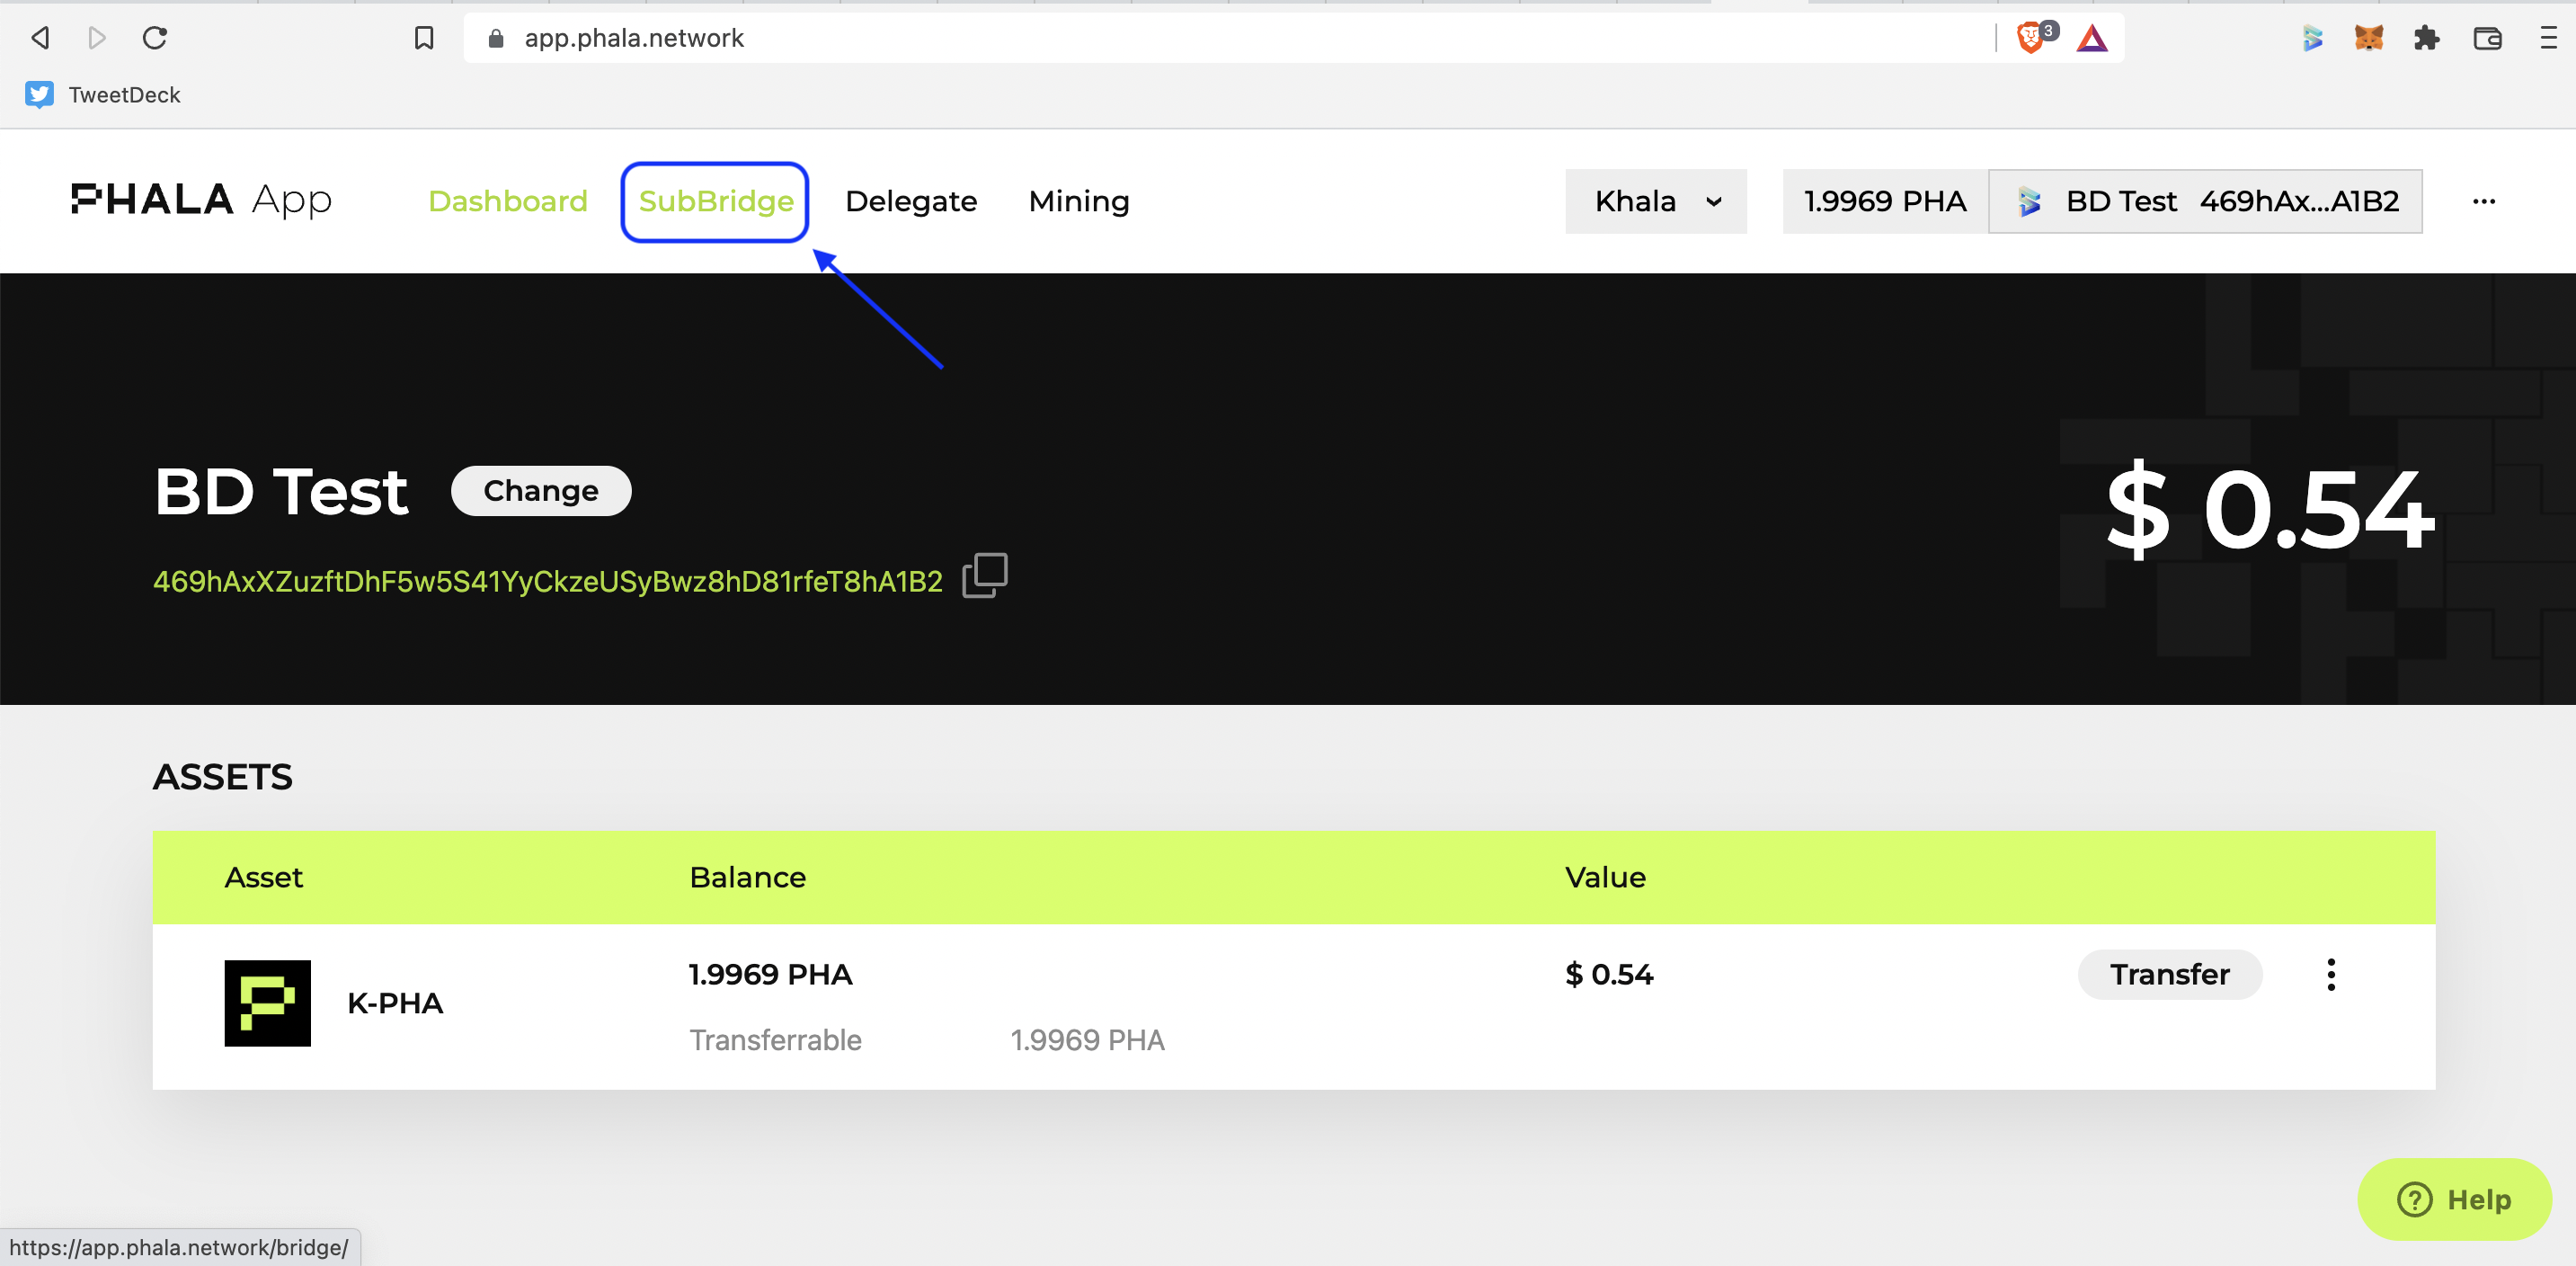 app.phala.network
3
TweetDeck
PHALA App
Dashboard
SubBridge
Delegate
Mining
Khala
1.9969 PHA
BD Test 469hAx...A1B2
...
BD Test
Change
$ 0.54
469hAxXZuzftDhF5w5S41YyCkzeUSyBwz8hD81rfeT8hA1B2
ASSETS
Asset
Balance
Value
K-PHA
1.9969 PHA
$ 0.54
Transfer
Transferrable
1.9969 PHA
? Help
https://app.phala.network/bridge/